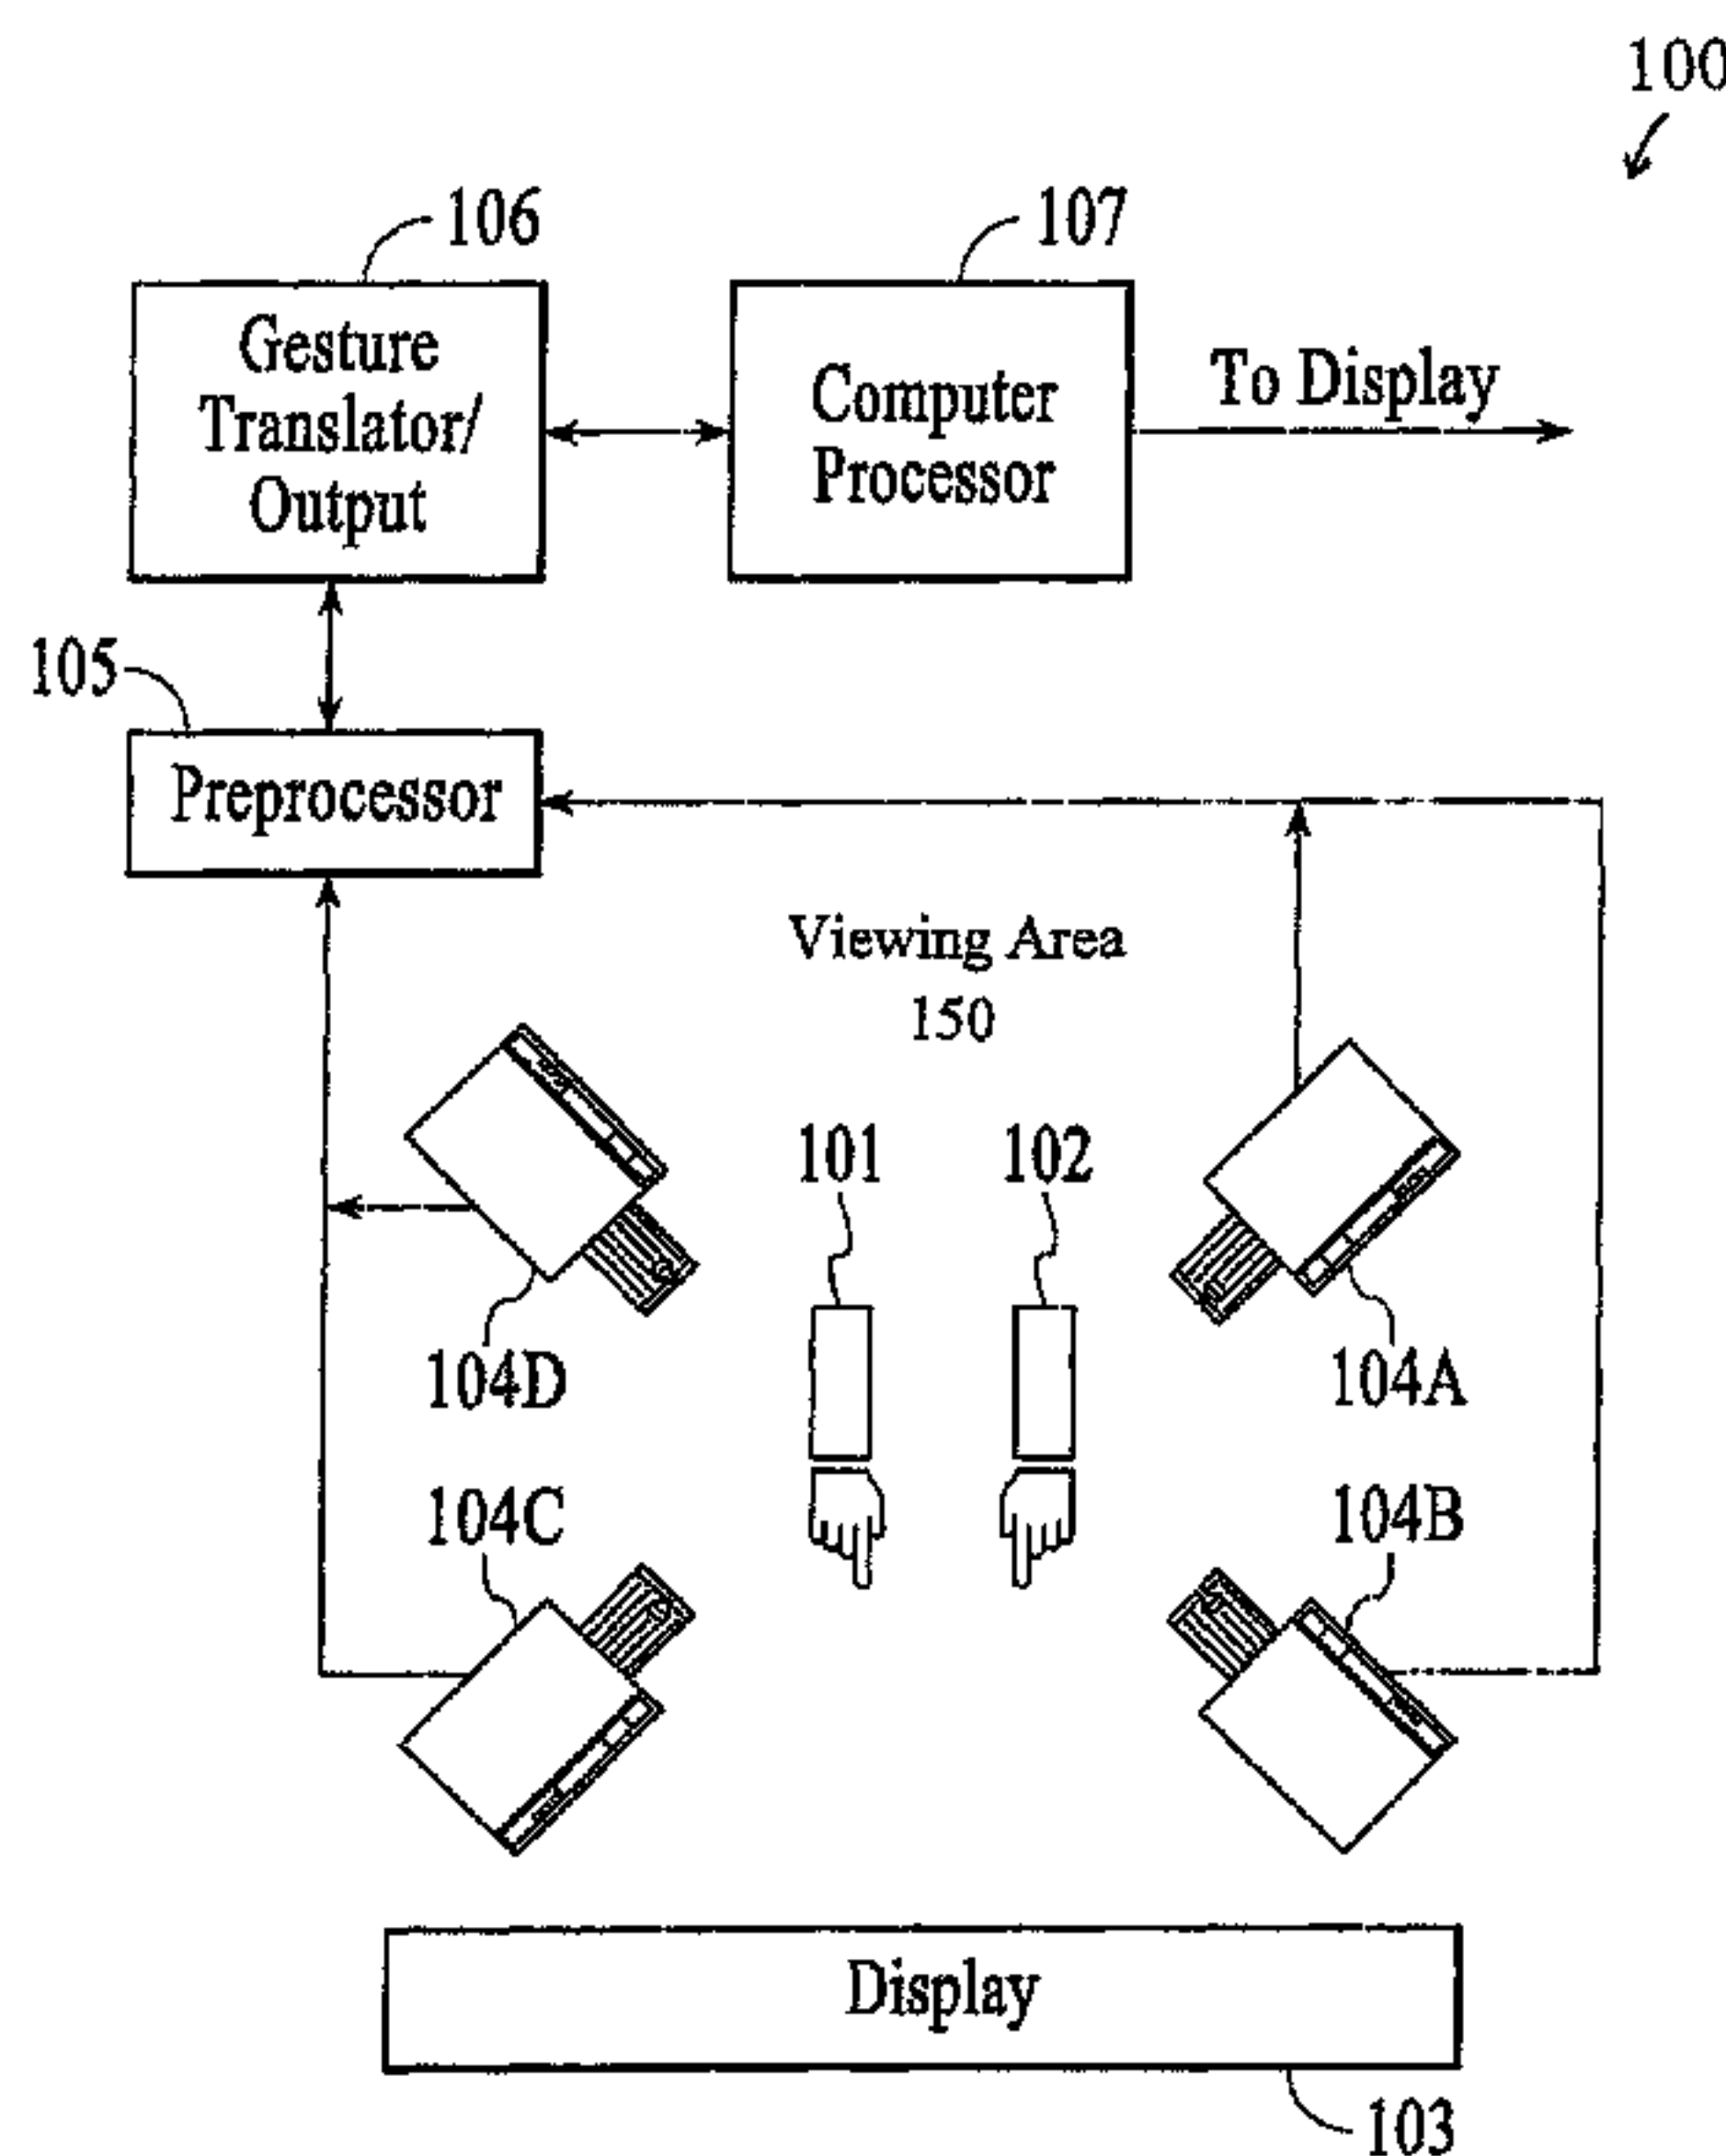 100
106
107
Gesture
Translator/
Output
Computer
Processor
To Display
105
Preprocessor
Viewing Area
150
101
102
104D
104A
104C
104B
Display
103